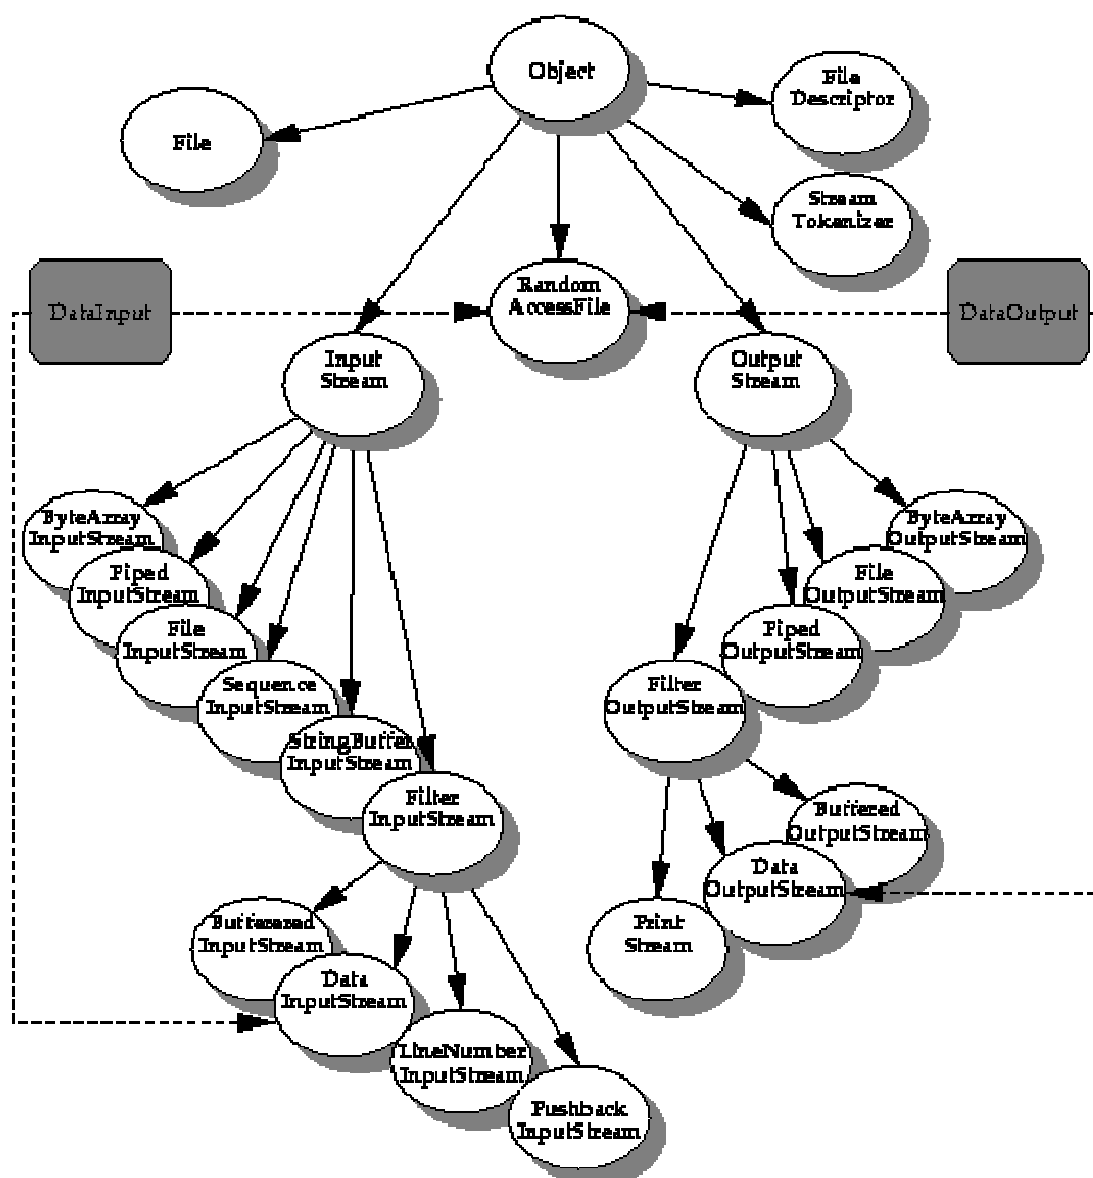 Object
File
Descriptor
File
Stream
Tokenizer
DataInput
Random
AccessFile
DataOutput
Input
Stream
Output
Stream
ByteArray
InputStream
Piped
InputStream
File
InputStream
Sequence
InputStream
StringBuffer
InputStream
Filter
InputStream
ByteArray
OutputStream
File
OutputStream
Piped
OutputStream
Filter
OutputStream
Buffered
OutputStream
Data
OutputStream
Print
Stream
Bufferered
InputStream
Data
InputStream
LineNumber
InputStream
Pushback
InputStream